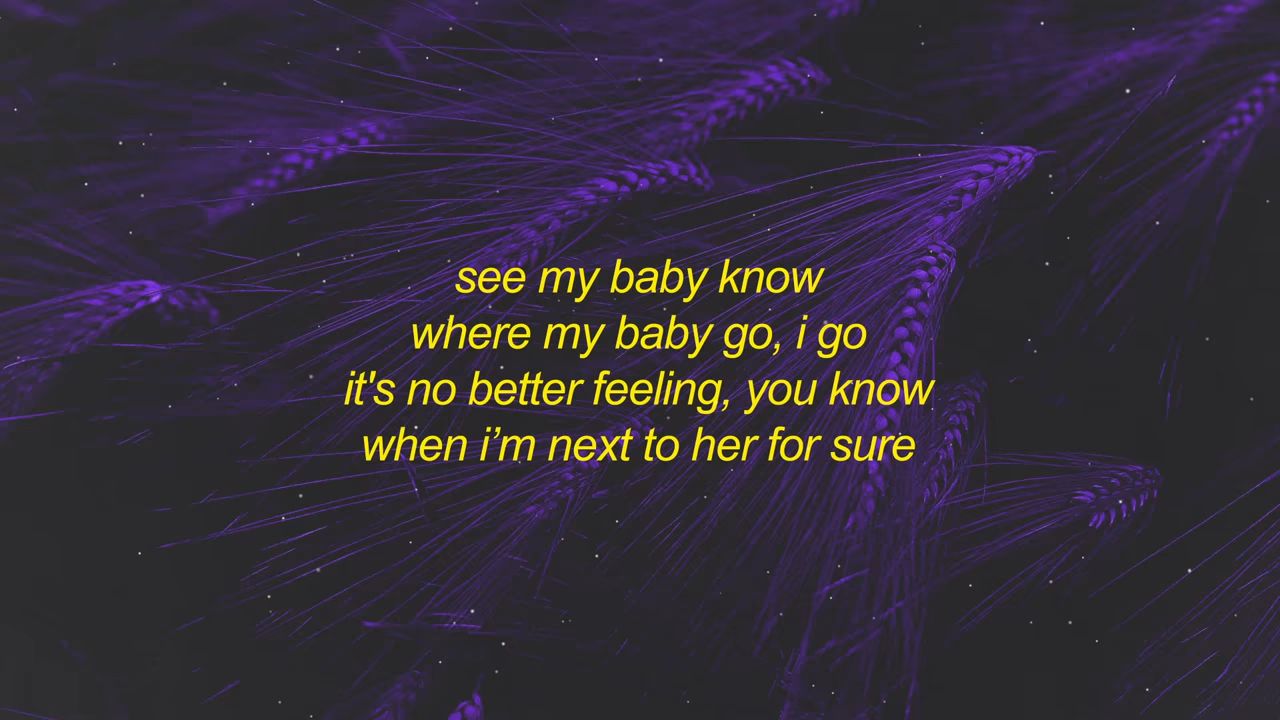 see my baby know
where my baby go, i go
it's no better feeling, you know
when i’m next to her for sure